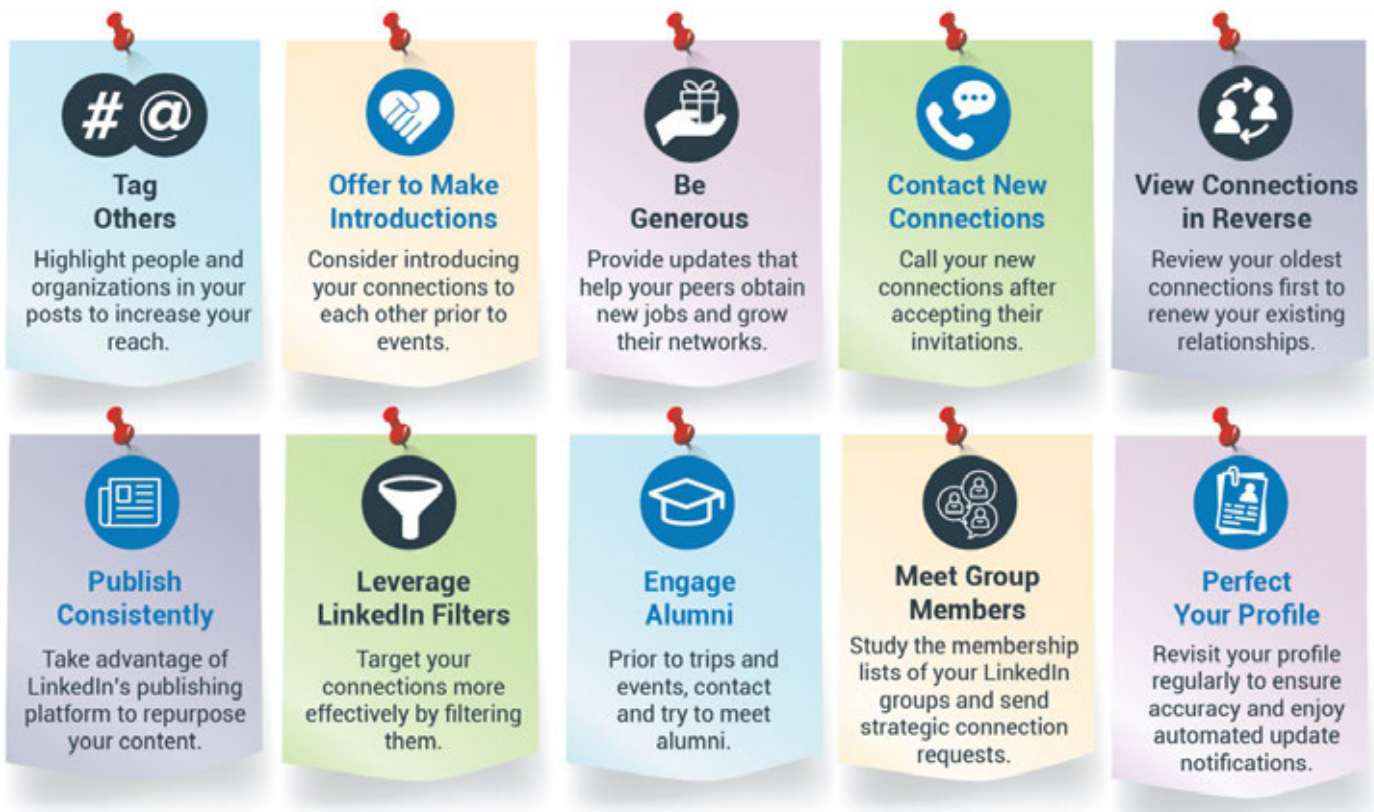 # @
Tag
Others
Highlight people and
organizations in your
posts to increase your
reach.
Offer to Make
Introductions
Consider introducing
your connections to
each other prior to
events.
Be
Generous
Provide updates that
help your peers obtain
new jobs and grow
their networks.
Contact New
Connections
Call your new
connections after
accepting their
invitations.
View Connections
in Reverse
Review your oldest
connections first to
renew your existing
relationships.
Publish
Consistently
Take advantage of
LinkedIn's publishing
platform to repurpose
your content.
Leverage
LinkedIn Filters
Target your
connections more
effectively by filtering
them.
Engage
Alumni
Prior to trips and
events, contact
and try to meet
alumni.
Meet Group
Members
Study the membership
lists of your LinkedIn
groups and send
strategic connection
requests.
Perfect
Your Profile
Revisit your profile
regularly to ensure
accuracy and enjoy
automated update
notifications.